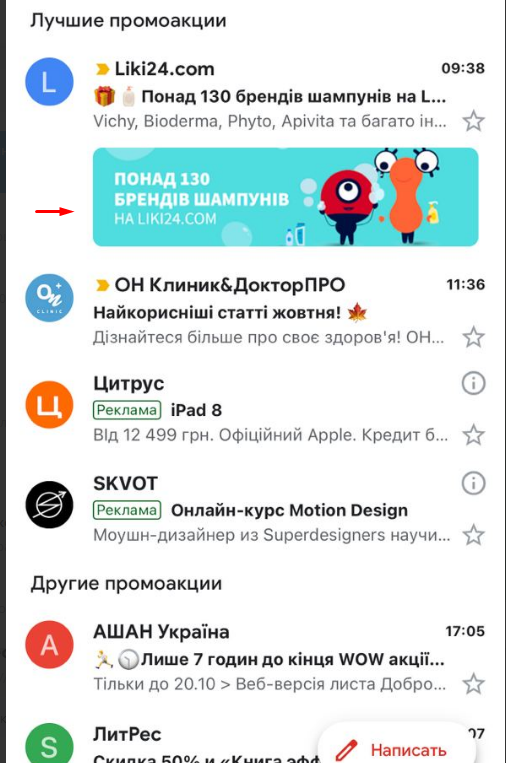 Лучшие промоакции
L
Liki24.com
09:38
🎁🧴Понад 130 брендів шампунів на L...
Vichy, Bioderma, Phyto, Apivita та багато ін...
ПОНАД 130
БРЕНДІВ ШАМПУНІВ
НА LIKI24.COM
On
CLINIC
ОН Клиник&ДокторПРО
11:36
Найкорисніші статті жовтня! 🍁
Дізнайтеся більше про своє здоров'я! ОН...
Ц
Цитрус
Реклама iPad 8
Від 12 499 грн. Офіційний Apple. Кредит б...
SKVOT
Реклама Онлайн-курс Motion Design
Моушн-дизайнер из Superdesigners научи...
Другие промоакции
А
АШАН Україна
17:05
🏃🕥Лише 7 годин до кінця WOW акції...
Тільки до 20.10 > Веб-версія листа Добро...
S
ЛитРес
07
Скидка 50% и «Книга эфф
Написать